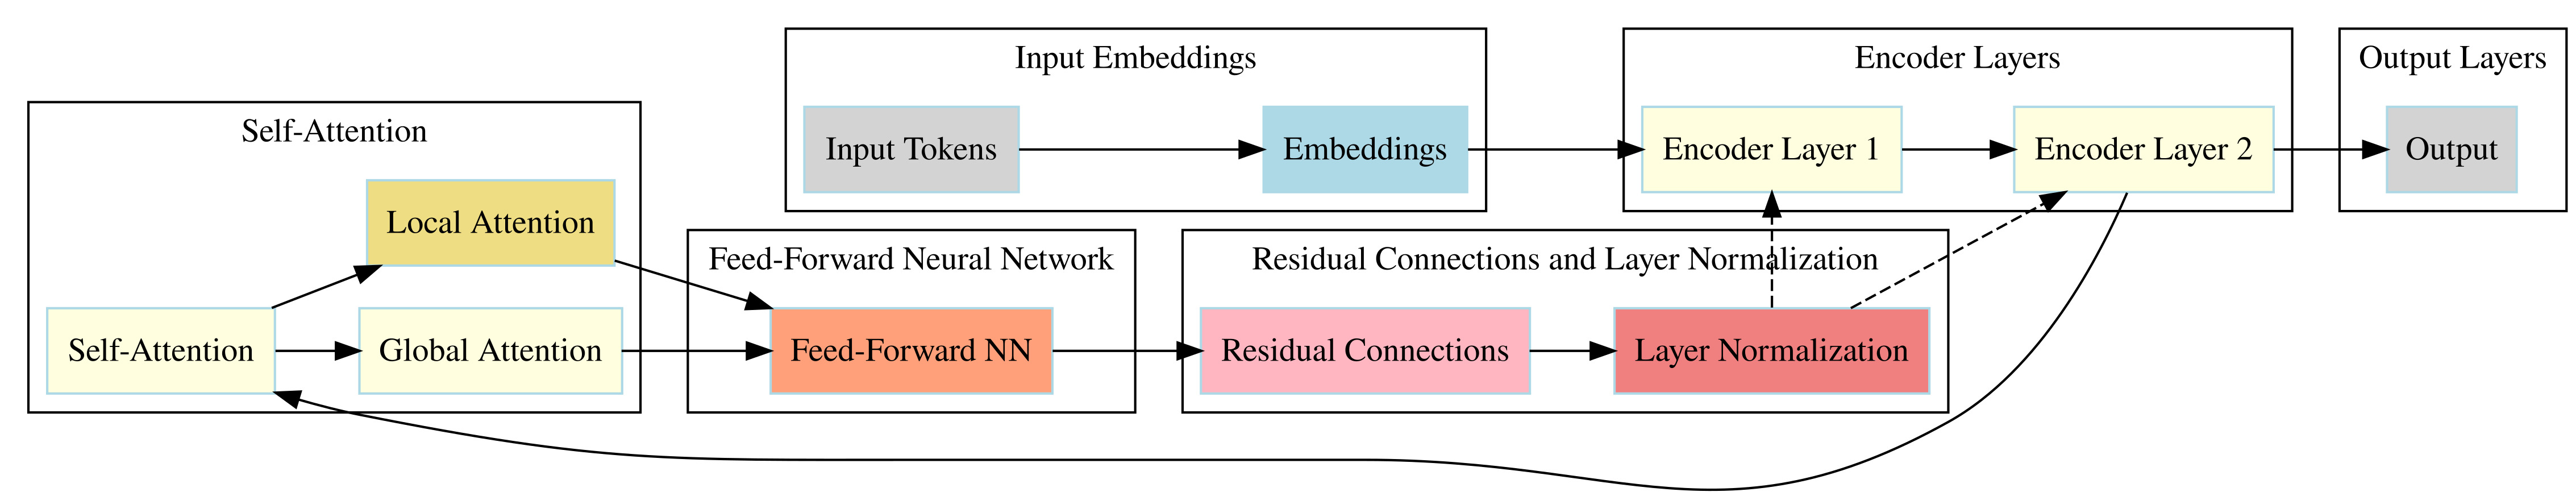 Self-Attention
Local Attention
Self-Attention
Global Attention
Input Embeddings
Input Tokens
Embeddings
Feed-Forward Neural Network
Feed-Forward NN
Residual Connections and Layer Normalization
Residual Connections
Layer Normalization
Encoder Layers
Encoder Layer 1
Encoder Layer 2
Output Layers
Output